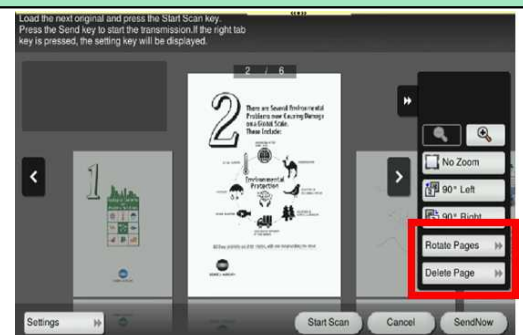 Load the next original and press the Start Scan key.
Press the Send key to start the transmission.If the right tab
key is pressed, the setting key will be displayed.
2 / 6
1
2
There are Several Environmental
Problems now Causing Damage
on a Global Scale.
These Include:
Environmental
Protection
No Zoom
90° Left
90° Right
Rotate Pages
Delete Page
Settings
Start Scan
Cancel
SendNow